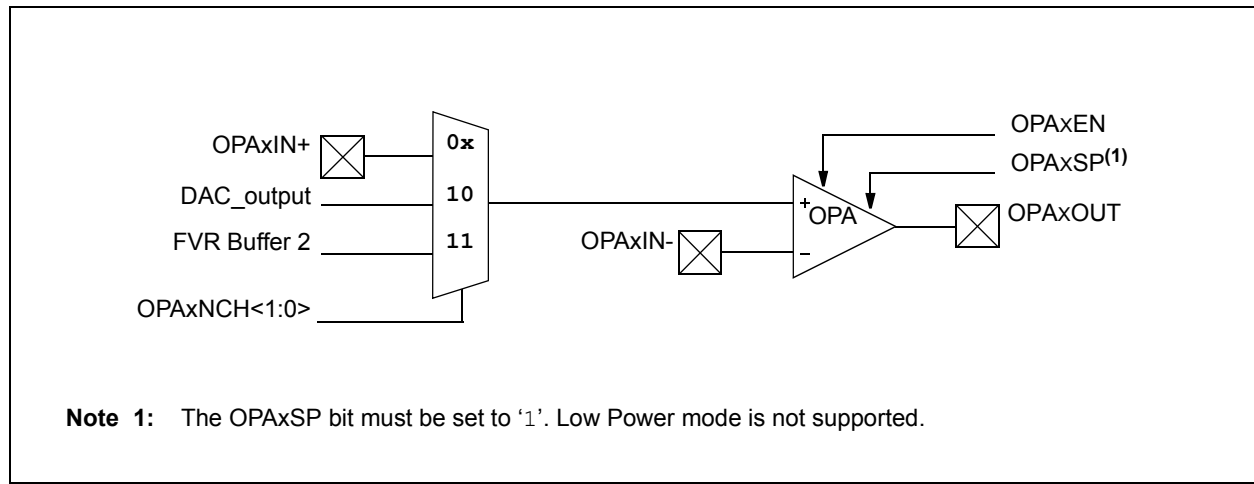 OPAxEN
OPAxIN+
0x
OPAxSP(1)
DAC_output
10
+
OPA
OPAxOUT
FVR Buffer 2
11
OPAxIN-
–
OPAxNCH<1:0>
Note 1: The OPAxSP bit must be set to ‘1’. Low Power mode is not supported.